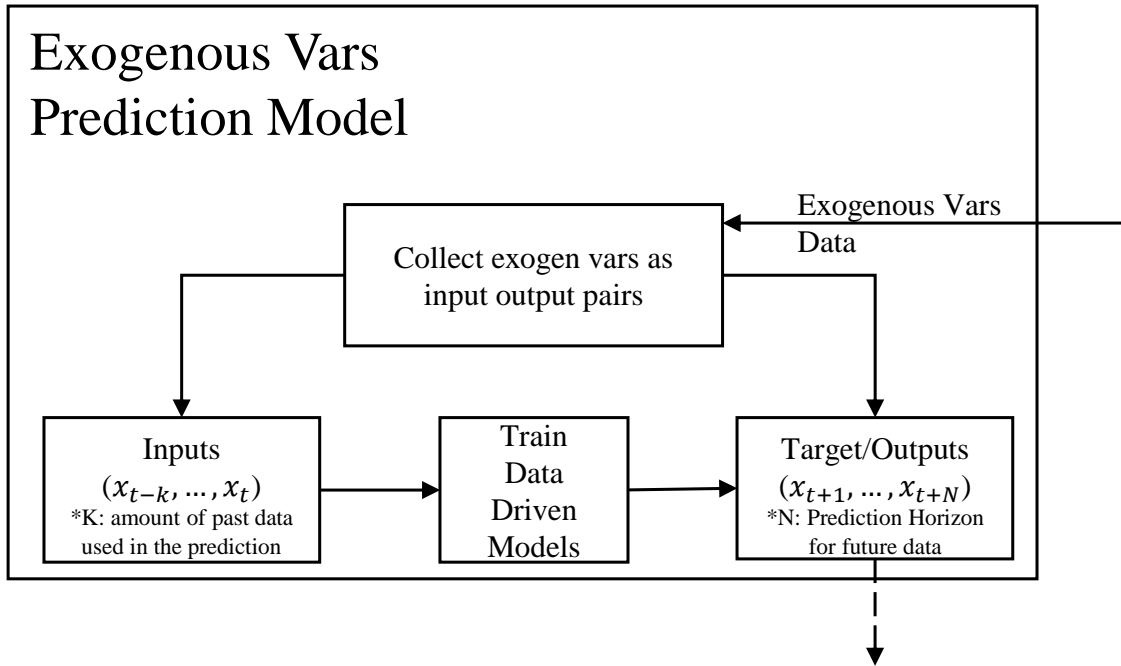 Exogenous Vars
Prediction Model
Exogenous Vars
Data
Collect exogen vars as
input output pairs
Inputs
(x_{t−k}, …, x_t)
*K: amount of past data
used in the prediction
Train
Data
Driven
Models
Target/Outputs
(x_{t+1}, …, x_{t+N})
*N: Prediction Horizon
for future data